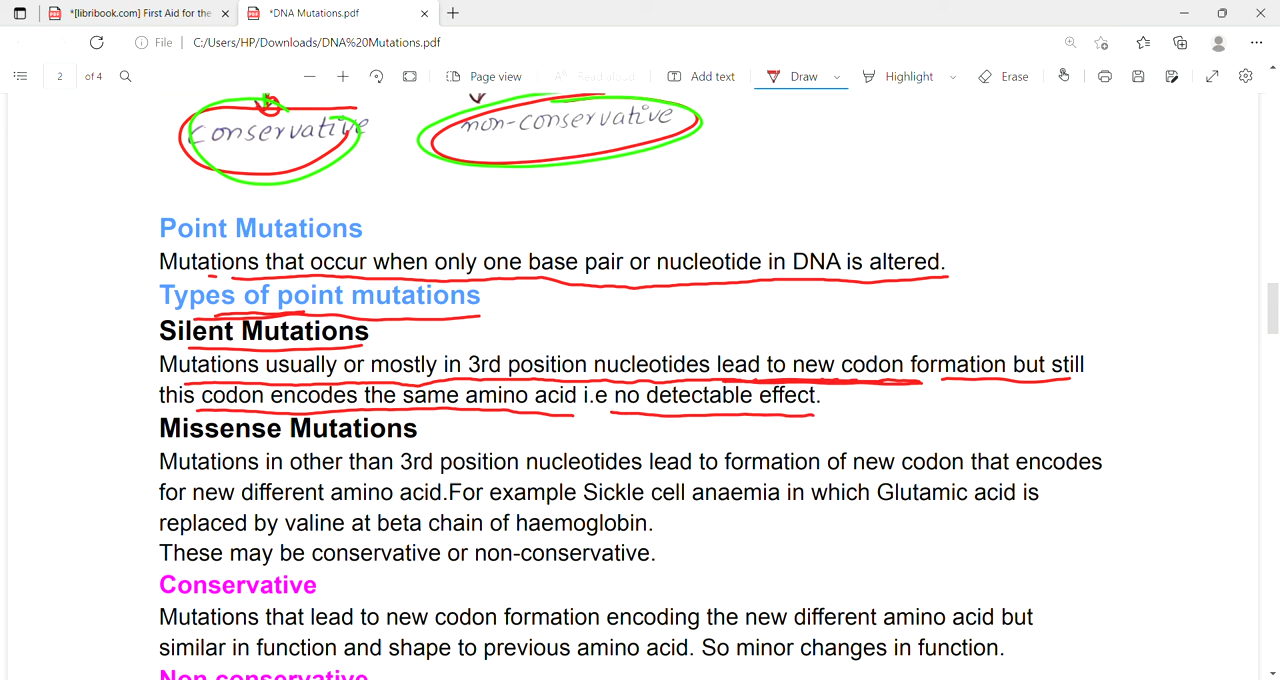 *[libribook.com] First Aid for the
*DNA Mutations.pdf
File
C:/Users/HP/Downloads/DNA%20Mutations.pdf
2 of 4
Page view
Read aloud
Add text
Draw
Highlight
Erase
conservative
non-conservative
Point Mutations
Mutations that occur when only one base pair or nucleotide in DNA is altered.
Types of point mutations
Silent Mutations
Mutations usually or mostly in 3rd position nucleotides lead to new codon formation but still
this codon encodes the same amino acid i.e no detectable effect.
Missense Mutations
Mutations in other than 3rd position nucleotides lead to formation of new codon that encodes
for new different amino acid.For example Sickle cell anaemia in which Glutamic acid is
replaced by valine at beta chain of haemoglobin.
These may be conservative or non-conservative.
Conservative
Mutations that lead to new codon formation encoding the new different amino acid but
similar in function and shape to previous amino acid. So minor changes in function.
Non conservative